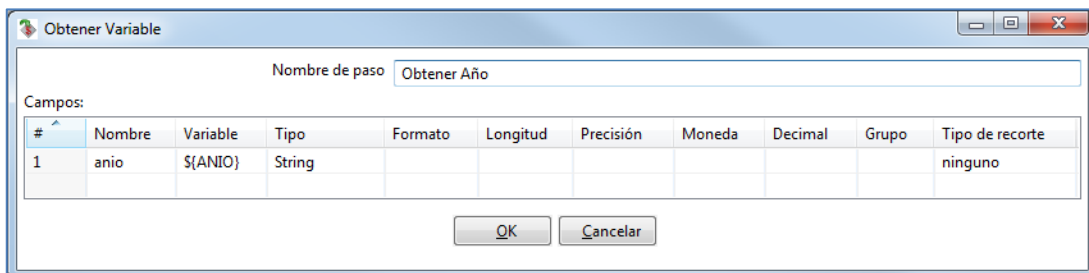 Obtener Variable
Nombre de paso Obtener Año
Campos:
# Nombre Variable Tipo Formato Longitud Precisión Moneda Decimal Grupo Tipo de recorte
1 anio ${ANIO} String ninguno
OK Cancelar